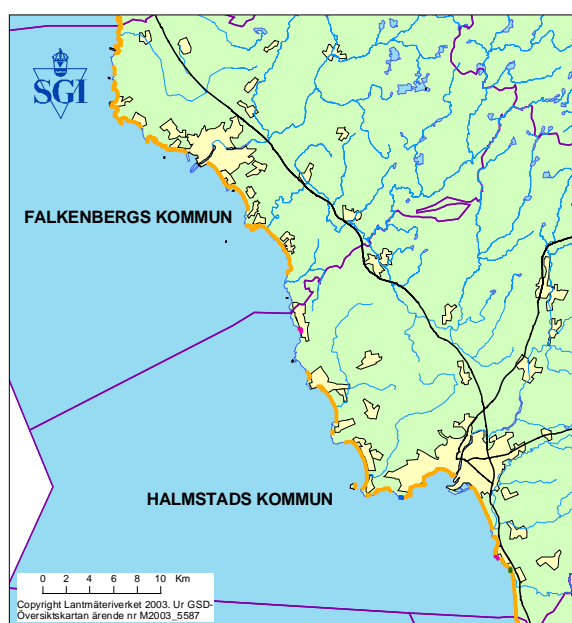 SGI
FALKENBERGS KOMMUN
HALMSTADS KOMMUN
0 2 4 6 8 10 Km
Copyright Lantmäteriverket 2003. Ur GSD-
Översiktskartan ärende nr M2003_5587